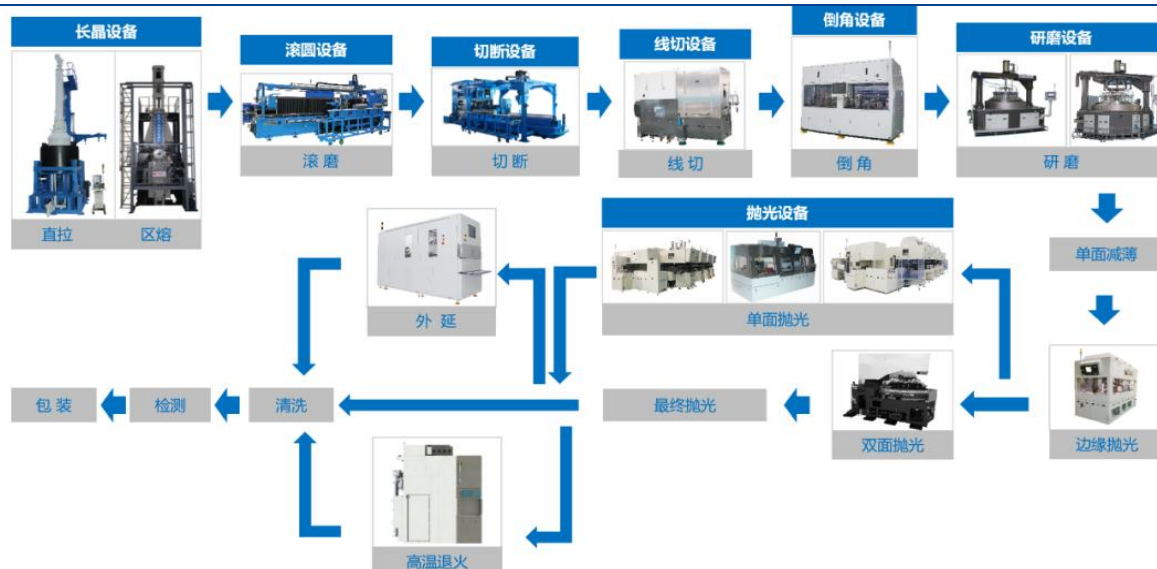 长晶设备
滚圆设备
切断设备
线切设备
倒角设备
研磨设备
直拉
区熔
滚 磨
切 断
线 切
倒 角
研 磨
抛光设备
单面减薄
外 延
单面抛光
包 装
检测
清洗
最终抛光
双面抛光
边缘抛光
高温退火